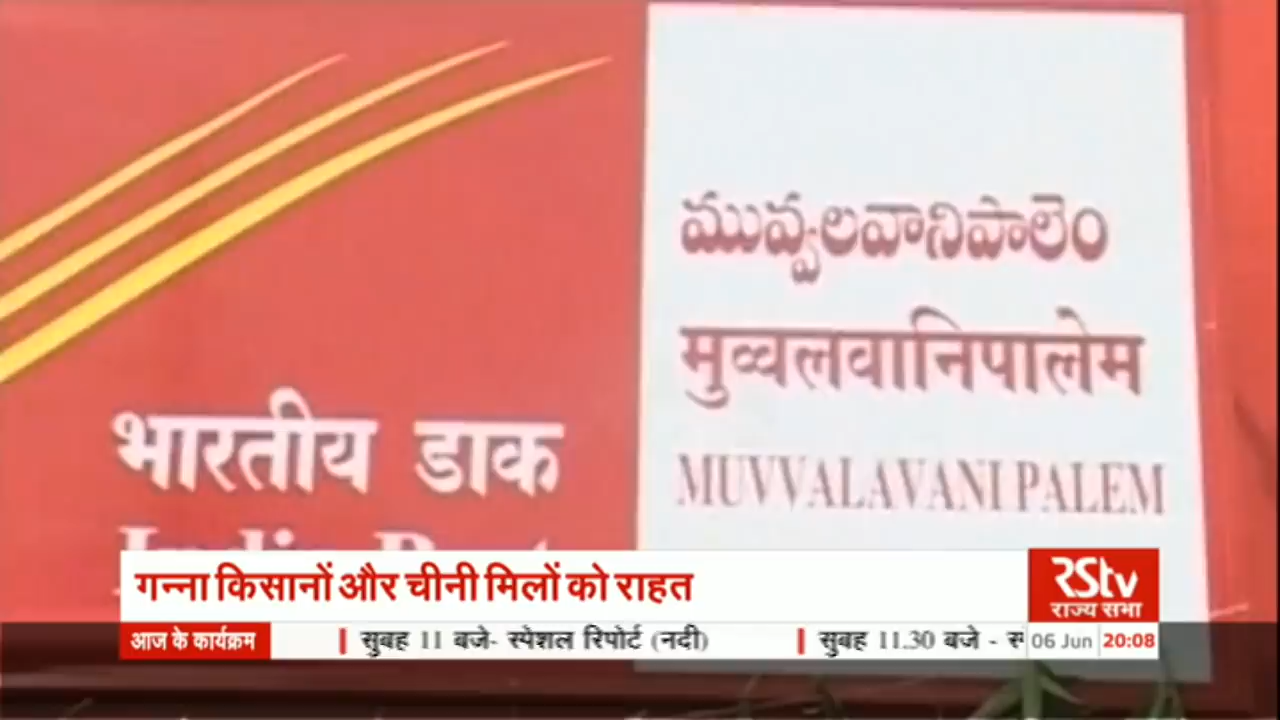 మువ్వలవానిపాలెం
मुव्वलवानिपालेम
MUVVALAVANI PALEM
भारतीय डाक
गन्ना किसानों और चीनी मिलों को राहत
RStv
राज्य सभा
आज के कार्यक्रम
सुबह 11 बजे- स्पेशल रिपोर्ट (नदी)
सुबह 11.30 बजे -
06 Jun
20:08